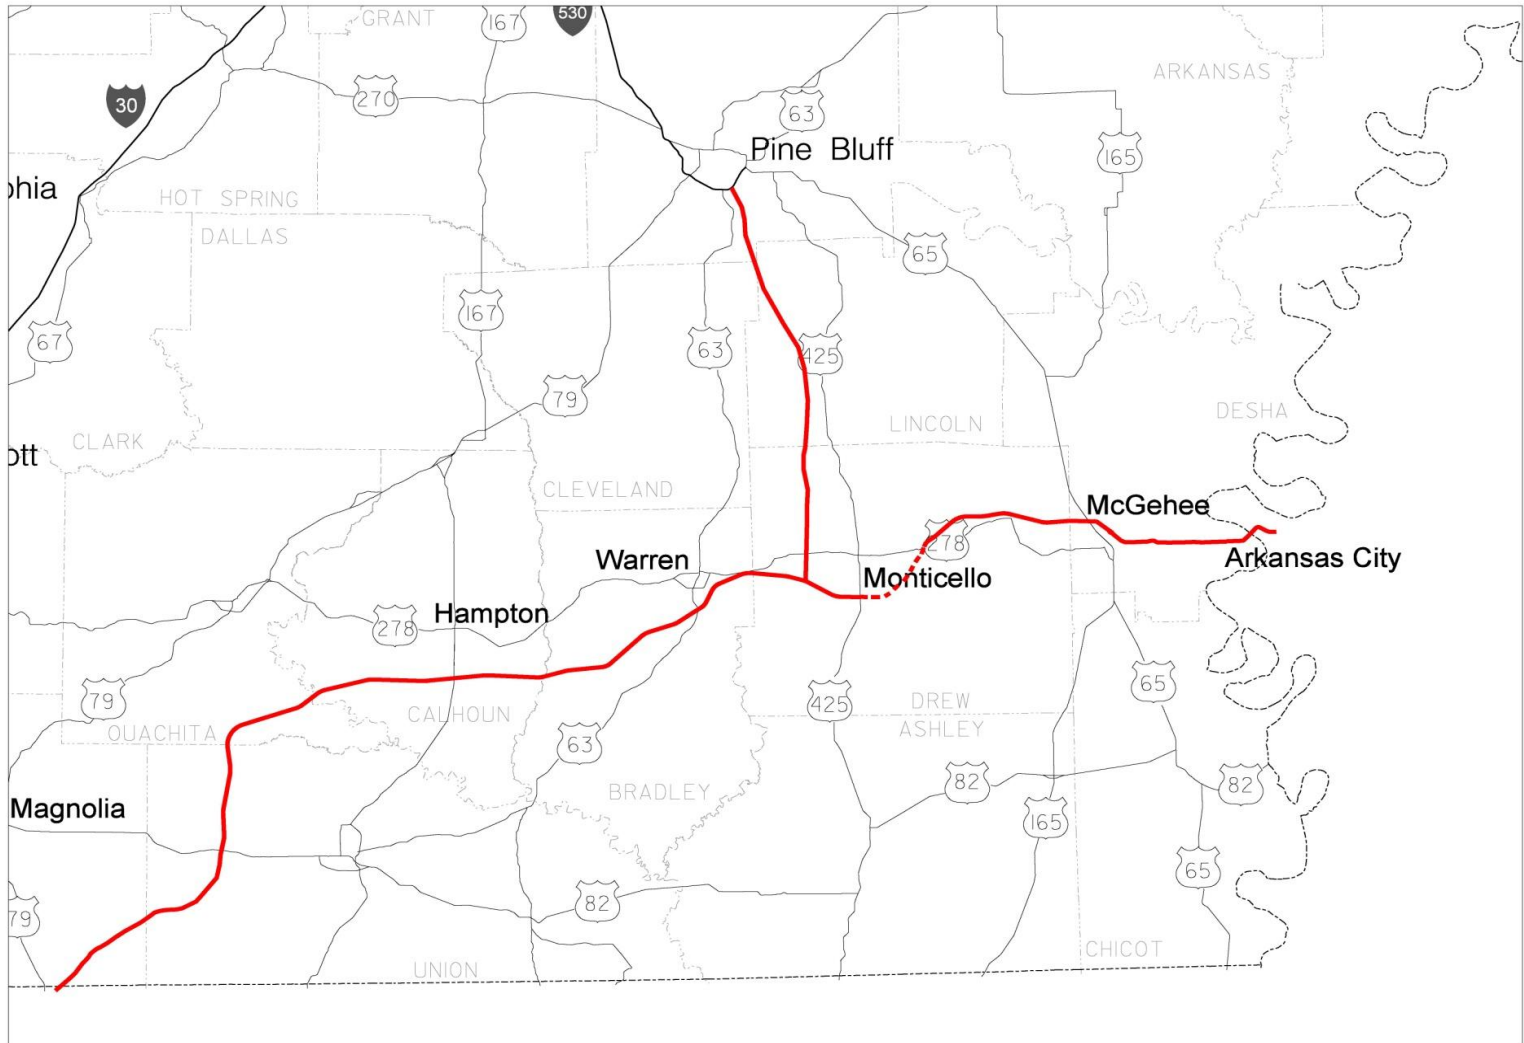 530
GRANT
167
ARKANSAS
30
270
63
Pine Bluff
165
phia
HOT SPRING
DALLAS
65
167
67
63
425
79
LINCOLN
DESHA
CLARK
ott
CLEVELAND
McGehee
278
Warren
Arkansas City
Monticello
Hampton
278
79
65
425
DREW
CALHOUN
ASHLEY
OUACHITA
63
BRADLEY
82
82
Magnolia
165
65
82
79
CHICOT
UNION